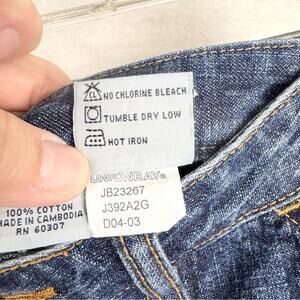 CL NO CHLORINE BLEACH
TUMBLE DRY LOW
HOT IRON
UNIONBAY®
JB23267
J392A2G
D04-03
100% COTTON
MADE IN CAMBODIA
RN 60307